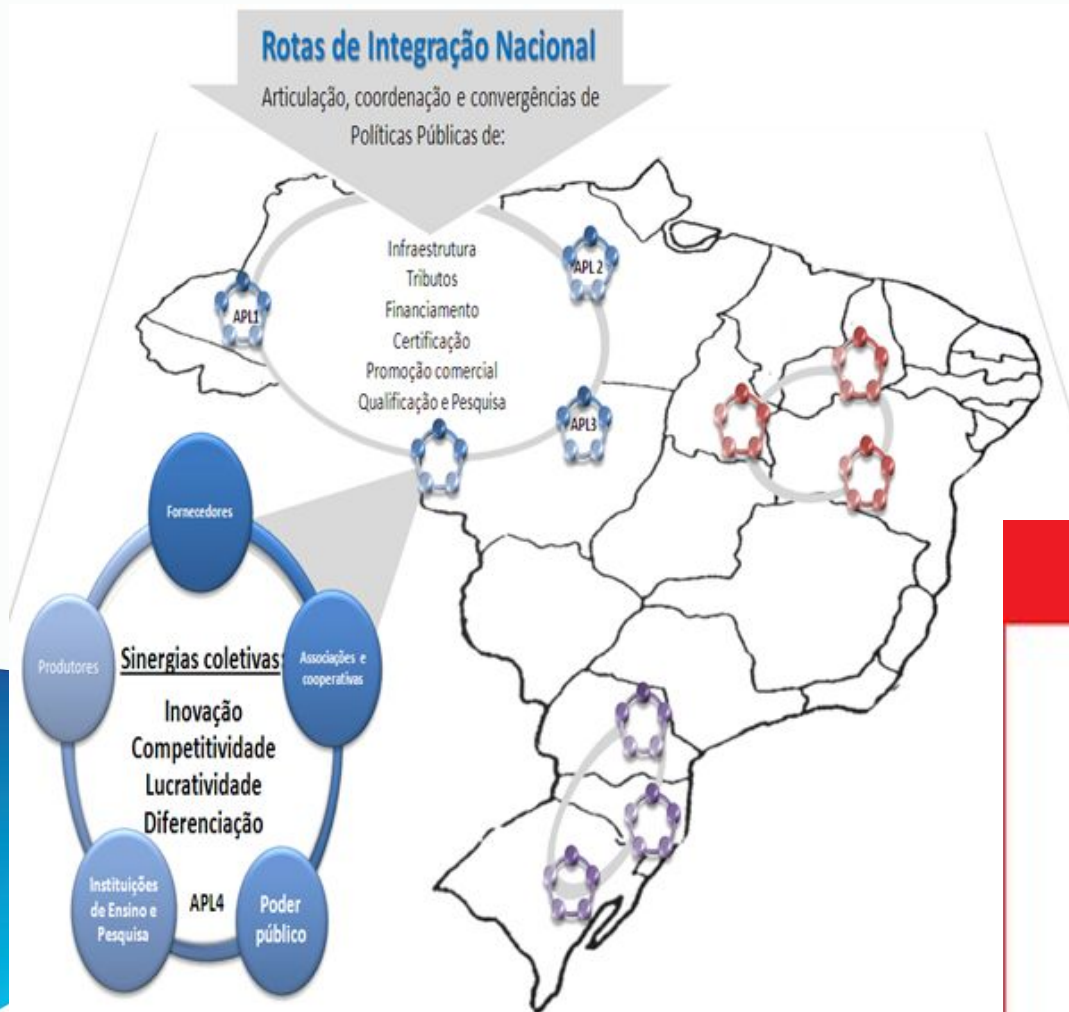 Rotas de Integração Nacional
Articulação, coordenação e convergências de
Políticas Públicas de:
Infraestrutura
Tributos
Financiamento
Certificação
Promoção comercial
Qualificação e Pesquisa
APL1
APL 2
APL3
Fornecedores
Produtores
Associações e
cooperativas
Sinergias coletivas:
Inovação
Competitividade
Lucratividade
Diferenciação
Instituições
de Ensino e
Pesquisa
APL4
Poder
público